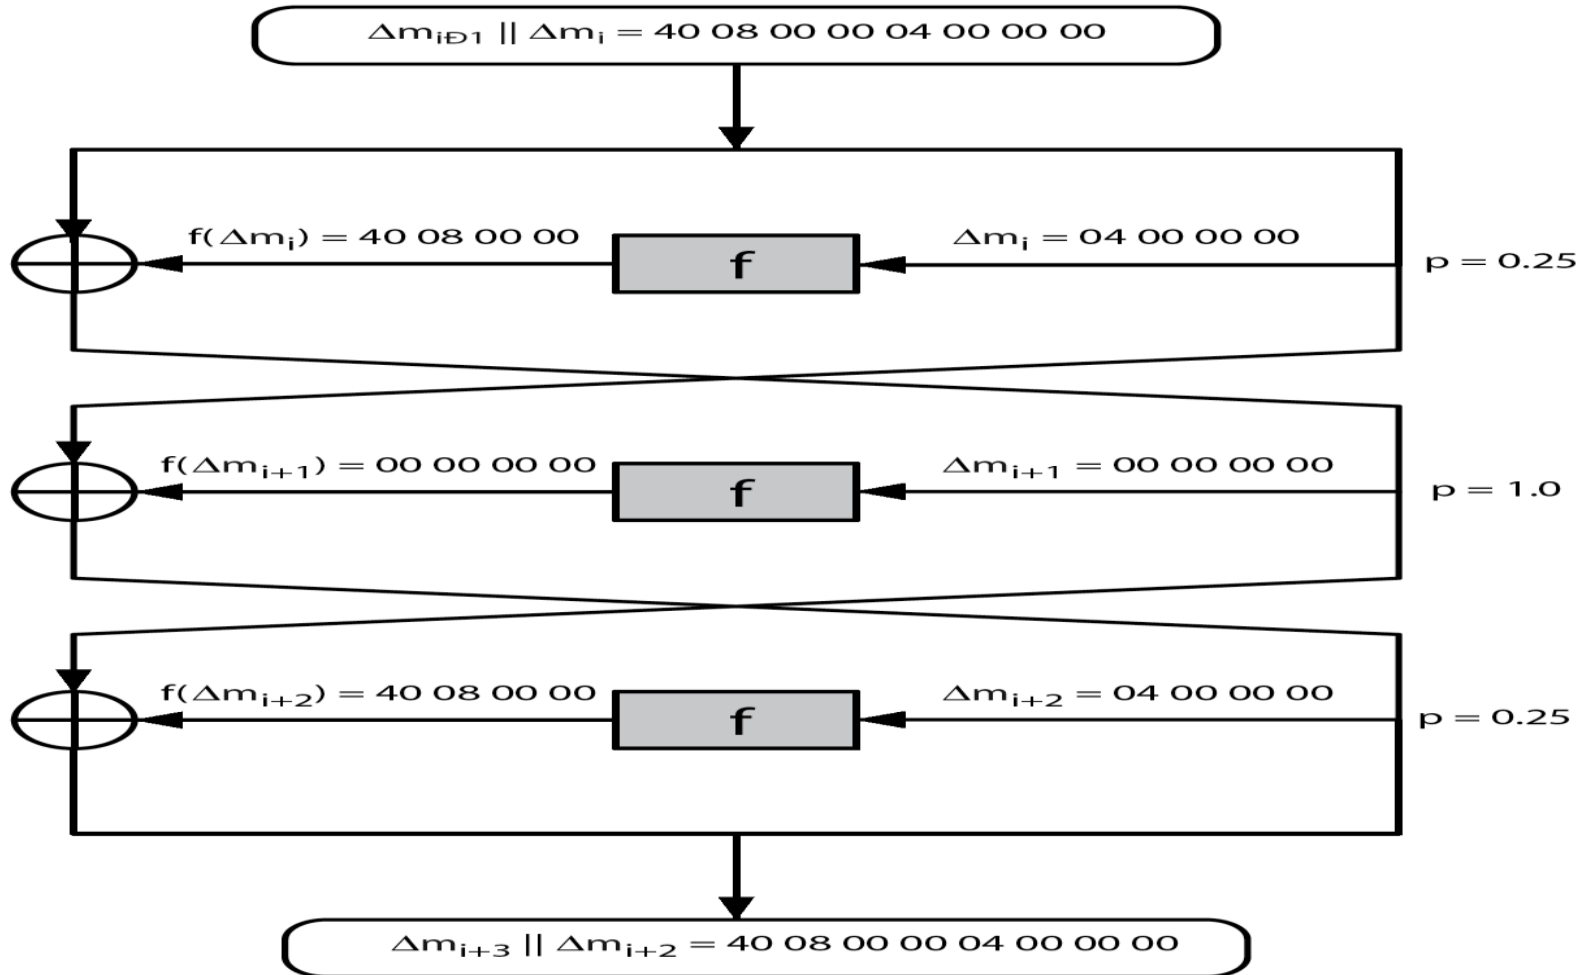 Δm_{iÐ1} || Δm_i = 40 08 00 00 04 00 00 00
f(Δm_i) = 40 08 00 00
f
Δm_i = 04 00 00 00
p = 0.25
f(Δm_{i+1}) = 00 00 00 00
f
Δm_{i+1} = 00 00 00 00
p = 1.0
f(Δm_{i+2}) = 40 08 00 00
f
Δm_{i+2} = 04 00 00 00
p = 0.25
Δm_{i+3} || Δm_{i+2} = 40 08 00 00 04 00 00 00